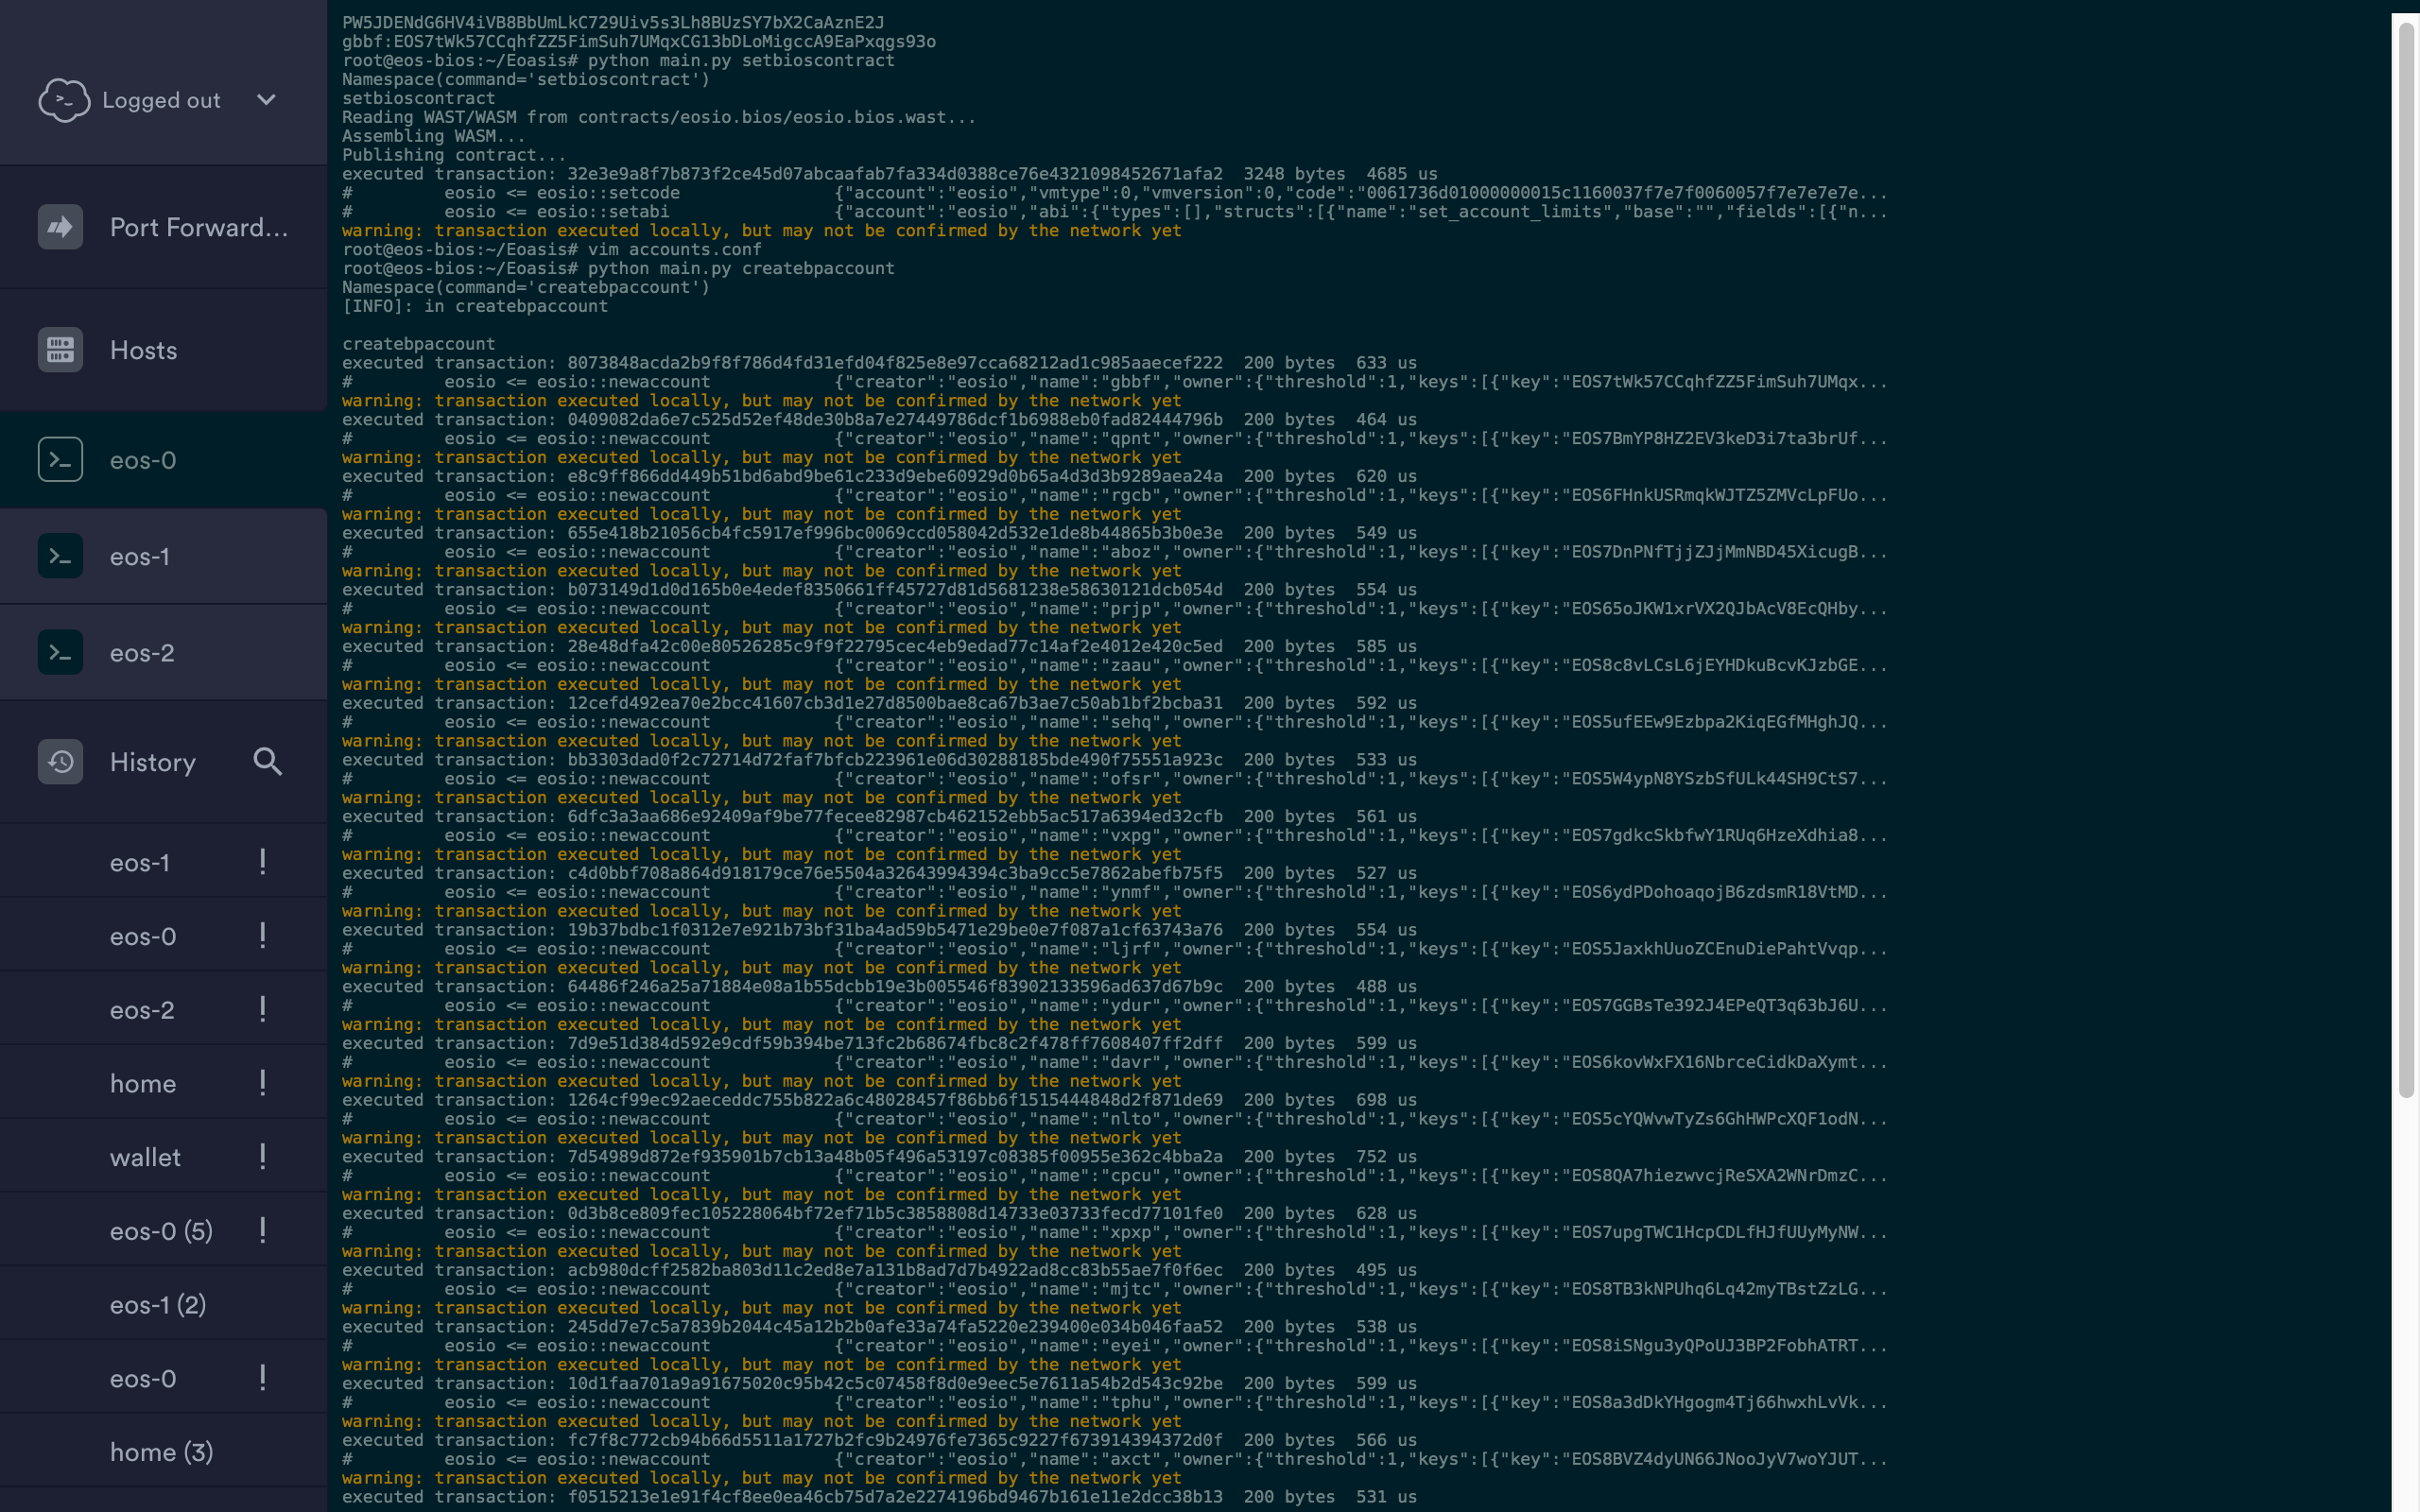 Logged out
Port Forward...
Hosts
eos-0
eos-1
eos-2
History
eos-1 !
eos-0 !
eos-2 !
home !
wallet !
eos-0 (5) !
eos-1 (2)
eos-0 !
home (3)
PW5JDENdG6HV4iVB8BbUmLkC729Uiv5s3Lh8BUzSY7bX2CaAznE2J
gbbf:EOS7tWk57CCqhfZZ5FimSuh7UMqxCG13bDLoMigccA9EaPxqgs93o
root@eos-bios:~/Eoasis# python main.py setbioscontract
Namespace(command='setbioscontract')
setbioscontract
Reading WAST/WASM from contracts/eosio.bios/eosio.bios.wast...
Assembling WASM...
Publishing contract...
executed transaction: 32e3e9a8f7b873f2ce45d07abcaafab7fa334d0388ce76e4321098452671afa2  3248 bytes  4685 us
#         eosio <= eosio::setcode               {"account":"eosio","vmtype":0,"vmversion":0,"code":"0061736d01000000015c1160037f7e7f0060057f7e7e7e7e...
#         eosio <= eosio::setabi                {"account":"eosio","abi":{"types":[],"structs":[{"name":"set_account_limits","base":"","fields":[{"n...
warning: transaction executed locally, but may not be confirmed by the network yet
root@eos-bios:~/Eoasis# vim accounts.conf
root@eos-bios:~/Eoasis# python main.py createbpaccount
Namespace(command='createbpaccount')
[INFO]: in createbpaccount
createbpaccount
executed transaction: 8073848acda2b9f8f786d4fd31efd04f825e8e97cca68212ad1c985aaecef222  200 bytes  633 us
#         eosio <= eosio::newaccount            {"creator":"eosio","name":"gbbf","owner":{"threshold":1,"keys":[{"key":"EOS7tWk57CCqhfZZ5FimSuh7UMqx...
warning: transaction executed locally, but may not be confirmed by the network yet
executed transaction: 0409082da6e7c525d52ef48de30b8a7e27449786dcf1b6988eb0fad82444796b  200 bytes  464 us
#         eosio <= eosio::newaccount            {"creator":"eosio","name":"qpnt","owner":{"threshold":1,"keys":[{"key":"EOS7BmYP8HZ2EV3keD3i7ta3brUf...
warning: transaction executed locally, but may not be confirmed by the network yet
executed transaction: e8c9ff866dd449b51bd6abd9be61c233d9ebe60929d0b65a4d3d3b9289aea24a  200 bytes  620 us
#         eosio <= eosio::newaccount            {"creator":"eosio","name":"rgcb","owner":{"threshold":1,"keys":[{"key":"EOS6FHnkUSRmqkWJTZ5ZMVcLpFUo...
warning: transaction executed locally, but may not be confirmed by the network yet
executed transaction: 655e418b21056cb4fc5917ef996bc0069ccd058042d532e1de8b44865b3b0e3e  200 bytes  549 us
#         eosio <= eosio::newaccount            {"creator":"eosio","name":"aboz","owner":{"threshold":1,"keys":[{"key":"EOS7DnPNfTjjZJjMmNBD45XicugB...
warning: transaction executed locally, but may not be confirmed by the network yet
executed transaction: b073149d1d0d165b0e4edef8350661ff45727d81d5681238e58630121dcb054d  200 bytes  554 us
#         eosio <= eosio::newaccount            {"creator":"eosio","name":"prjp","owner":{"threshold":1,"keys":[{"key":"EOS65oJKW1xrVX2QJbAcV8EcQHby...
warning: transaction executed locally, but may not be confirmed by the network yet
executed transaction: 28e48dfa42c00e80526285c9f9f22795cec4eb9edad77c14af2e4012e420c5ed  200 bytes  585 us
#         eosio <= eosio::newaccount            {"creator":"eosio","name":"zaau","owner":{"threshold":1,"keys":[{"key":"EOS8c8vLCsL6jEYHDkuBcvKJzbGE...
warning: transaction executed locally, but may not be confirmed by the network yet
executed transaction: 12cefd492ea70e2bcc41607cb3d1e27d8500bae8ca67b3ae7c50ab1bf2bcba31  200 bytes  592 us
#         eosio <= eosio::newaccount            {"creator":"eosio","name":"sehq","owner":{"threshold":1,"keys":[{"key":"EOS5ufEEw9Ezbpa2KiqEGfMHghJQ...
warning: transaction executed locally, but may not be confirmed by the network yet
executed transaction: bb3303dad0f2c72714d72faf7bfcb223961e06d30288185bde490f75551a923c  200 bytes  533 us
#         eosio <= eosio::newaccount            {"creator":"eosio","name":"ofsr","owner":{"threshold":1,"keys":[{"key":"EOS5W4ypN8YSzbSfULk44SH9CtS7...
warning: transaction executed locally, but may not be confirmed by the network yet
executed transaction: 6dfc3a3aa686e92409af9be77fecee82987cb462152ebb5ac517a6394ed32cfb  200 bytes  561 us
#         eosio <= eosio::newaccount            {"creator":"eosio","name":"vxpg","owner":{"threshold":1,"keys":[{"key":"EOS7gdkcSkbfwY1RUq6HzeXdhia8...
warning: transaction executed locally, but may not be confirmed by the network yet
executed transaction: c4d0bbf708a864d918179ce76e5504a32643994394c3ba9cc5e7862abefb75f5  200 bytes  527 us
#         eosio <= eosio::newaccount            {"creator":"eosio","name":"ynmf","owner":{"threshold":1,"keys":[{"key":"EOS6ydPDohoaqojB6zdsmR18VtMD...
warning: transaction executed locally, but may not be confirmed by the network yet
executed transaction: 19b37bdbc1f0312e7e921b73bf31ba4ad59b5471e29be0e7f087a1cf63743a76  200 bytes  554 us
#         eosio <= eosio::newaccount            {"creator":"eosio","name":"ljrf","owner":{"threshold":1,"keys":[{"key":"EOS5JaxkhUuoZCEnuDiePahtVvqp...
warning: transaction executed locally, but may not be confirmed by the network yet
executed transaction: 64486f246a25a71884e08a1b55dcbb19e3b005546f83902133596ad637d67b9c  200 bytes  488 us
#         eosio <= eosio::newaccount            {"creator":"eosio","name":"ydur","owner":{"threshold":1,"keys":[{"key":"EOS7GGBsTe392J4EPeQT3q63bJ6U...
warning: transaction executed locally, but may not be confirmed by the network yet
executed transaction: 7d9e51d384d592e9cdf59b394be713fc2b68674fbc8c2f478ff7608407ff2dff  200 bytes  599 us
#         eosio <= eosio::newaccount            {"creator":"eosio","name":"davr","owner":{"threshold":1,"keys":[{"key":"EOS6kovWxFX16NbrceCidkDaXymt...
warning: transaction executed locally, but may not be confirmed by the network yet
executed transaction: 1264cf99ec92aeceddc755b822a6c48028457f86bb6f1515444848d2f871de69  200 bytes  698 us
#         eosio <= eosio::newaccount            {"creator":"eosio","name":"nlto","owner":{"threshold":1,"keys":[{"key":"EOS5cYQWvwTyZs6GhHWPcXQF1odN...
warning: transaction executed locally, but may not be confirmed by the network yet
executed transaction: 7d54989d872ef935901b7cb13a48b05f496a53197c08385f00955e362c4bba2a  200 bytes  752 us
#         eosio <= eosio::newaccount            {"creator":"eosio","name":"cpcu","owner":{"threshold":1,"keys":[{"key":"EOS8QA7hiezwvcjReSXA2WNrDmzC...
warning: transaction executed locally, but may not be confirmed by the network yet
executed transaction: 0d3b8ce809fec105228064bf72ef71b5c3858808d14733e03733fecd77101fe0  200 bytes  628 us
#         eosio <= eosio::newaccount            {"creator":"eosio","name":"xpxp","owner":{"threshold":1,"keys":[{"key":"EOS7upgTWC1HcpCDLfHJfUUyMyNW...
warning: transaction executed locally, but may not be confirmed by the network yet
executed transaction: acb980dcff2582ba803d11c2ed8e7a131b8ad7d7b4922ad8cc83b55ae7f0f6ec  200 bytes  495 us
#         eosio <= eosio::newaccount            {"creator":"eosio","name":"mjtc","owner":{"threshold":1,"keys":[{"key":"EOS8TB3kNPUhq6Lq42myTBstZzLG...
warning: transaction executed locally, but may not be confirmed by the network yet
executed transaction: 245dd7e7c5a7839b2044c45a12b2b0afe33a74fa5220e239400e034b046faa52  200 bytes  538 us
#         eosio <= eosio::newaccount            {"creator":"eosio","name":"eyei","owner":{"threshold":1,"keys":[{"key":"EOS8iSNgu3yQPoUJ3BP2FobhATRT...
warning: transaction executed locally, but may not be confirmed by the network yet
executed transaction: 10d1faa701a9a91675020c95b42c5c07458f8d0e9eec5e7611a54b2d543c92be  200 bytes  599 us
#         eosio <= eosio::newaccount            {"creator":"eosio","name":"tphu","owner":{"threshold":1,"keys":[{"key":"EOS8a3dDkYHgogm4Tj66hwxhLvVk...
warning: transaction executed locally, but may not be confirmed by the network yet
executed transaction: fc7f8c772cb94b66d5511a1727b2fc9b24976fe7365c9227f673914394372d0f  200 bytes  566 us
#         eosio <= eosio::newaccount            {"creator":"eosio","name":"axct","owner":{"threshold":1,"keys":[{"key":"EOS8BVZ4dyUN66JNooJyV7woYJUT...
warning: transaction executed locally, but may not be confirmed by the network yet
executed transaction: f0515213e1e91f4cf8ee0ea46cb75d7a2e2274196bd9467b161e11e2dcc38b13  200 bytes  531 us